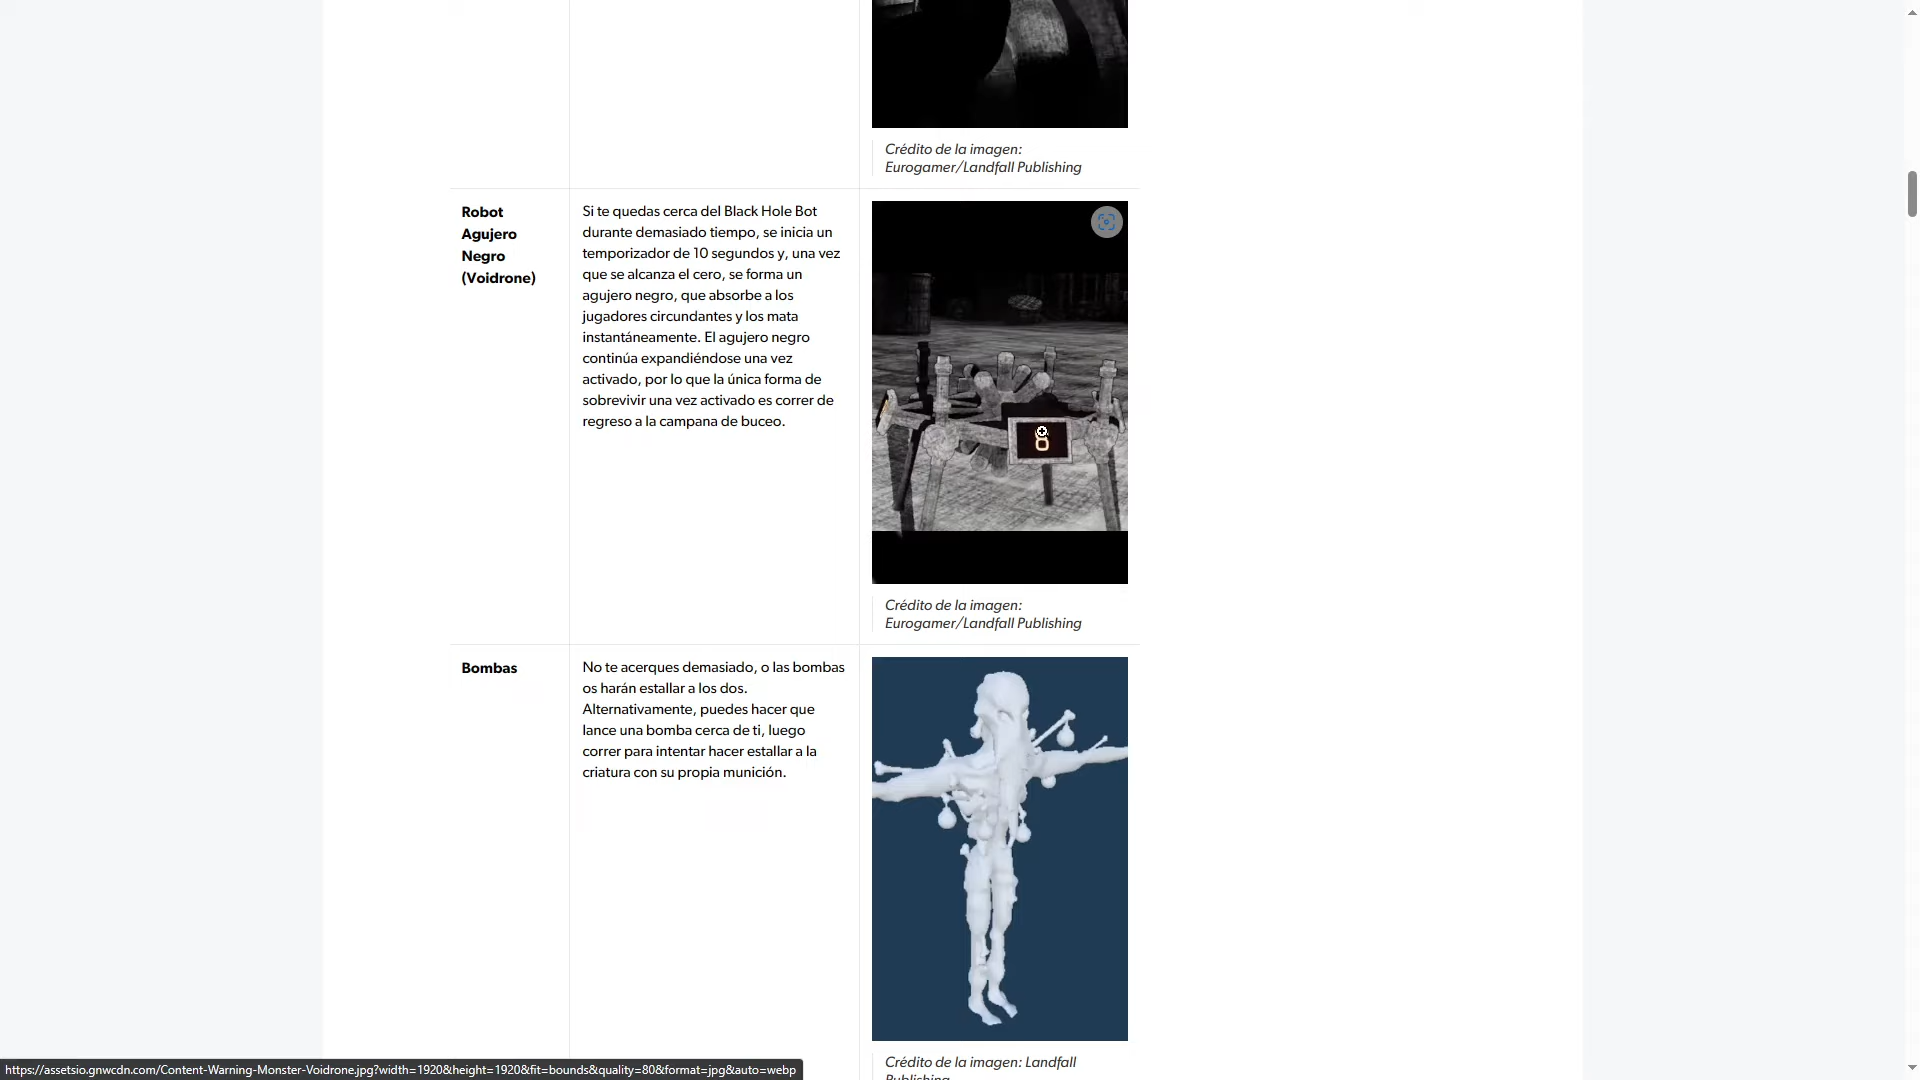 Crédito de la imagen:
Eurogamer/Landfall Publishing
Robot
Agujero
Negro
(Voidrone)
Si te quedas cerca del Black Hole Bot
durante demasiado tiempo, se inicia un
temporizador de 10 segundos y, una vez
que se alcanza el cero, se forma un
agujero negro, que absorbe a los
jugadores circundantes y los mata
instantáneamente. El agujero negro
continúa expandiéndose una vez
activado, por lo que la única forma de
sobrevivir una vez activado es correr de
regreso a la campana de buceo.
8
Crédito de la imagen:
Eurogamer/Landfall Publishing
Bombas
No te acerques demasiado, o las bombas
os harán estallar a los dos.
Alternativamente, puedes hacer que
lance una bomba cerca de ti, luego
correr para intentar hacer estallar a la
criatura con su propia munición.
Crédito de la imagen: Landfall
Publishing
https://assetsio.gnwcdn.com/Content-Warning-Monster-Voidrone.jpg?width=1920&height=1920&fit=bounds&quality=80&format=jpg&auto=webp